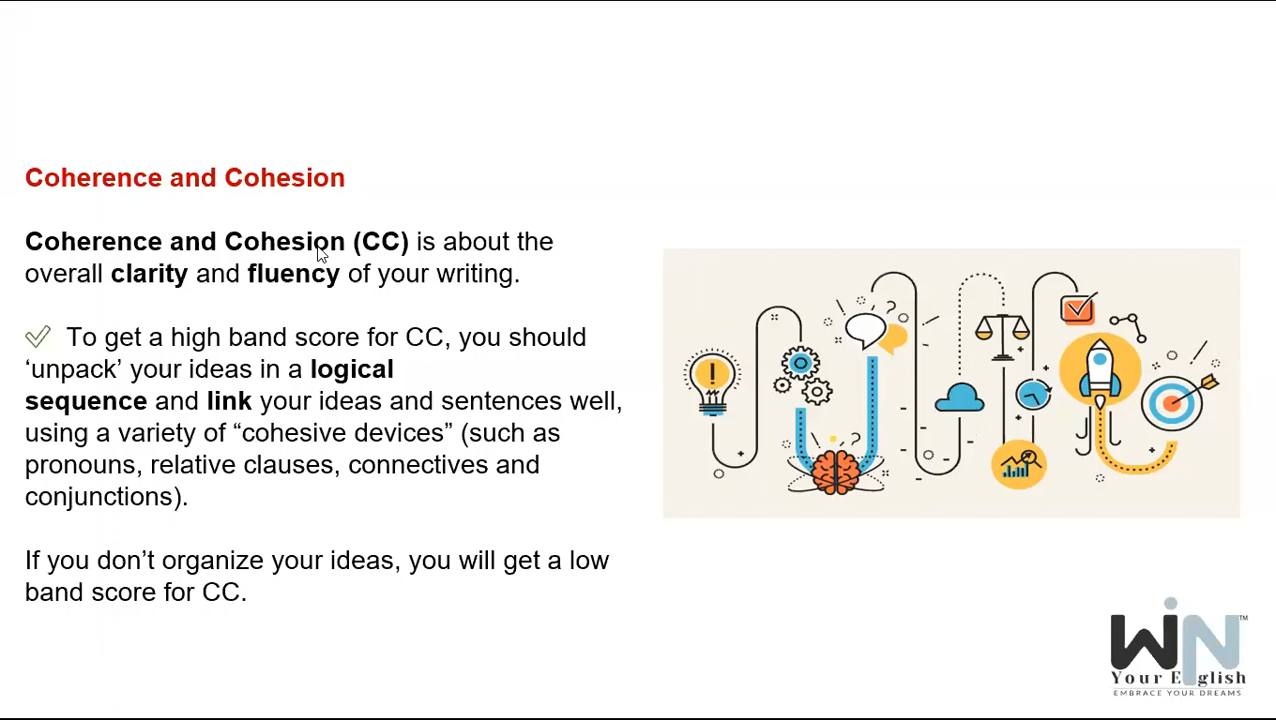 Coherence and Cohesion
Coherence and Cohesion (CC) is about the
overall clarity and fluency of your writing.
To get a high band score for CC, you should
‘unpack’ your ideas in a logical
sequence and link your ideas and sentences well,
using a variety of “cohesive devices” (such as
pronouns, relative clauses, connectives and
conjunctions).
If you don’t organize your ideas, you will get a low
band score for CC.
WiN™
Your English
EMBRACE YOUR DREAMS